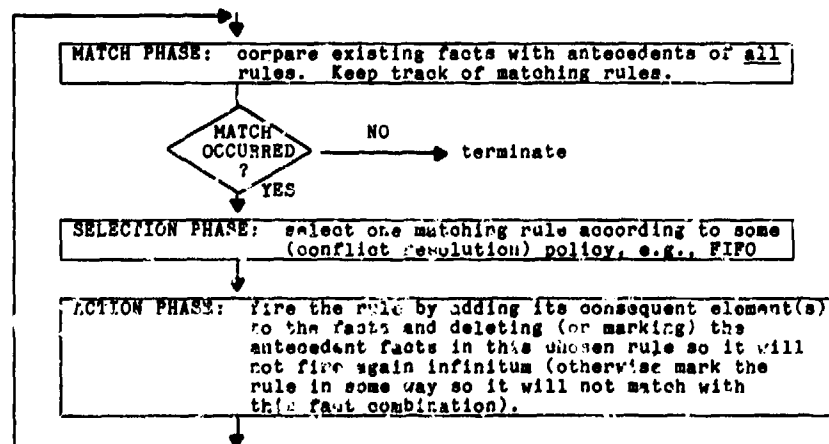 MATCH PHASE: compare existing facts with antecedents of all
rules. Keep track of matching rules.
MATCH
OCCURRED
?
NO
terminate
YES
SELECTION PHASE: select one matching rule according to some
(conflict resolution) policy, e.g., FIFO
ACTION PHASE: fire the rule by adding its consequent element(s)
to the facts and deleting (or marking) the
antecedent facts in this chosen rule so it will
not fire again infinitum (otherwise mark the
rule in some way so it will not match with
this fact combination).